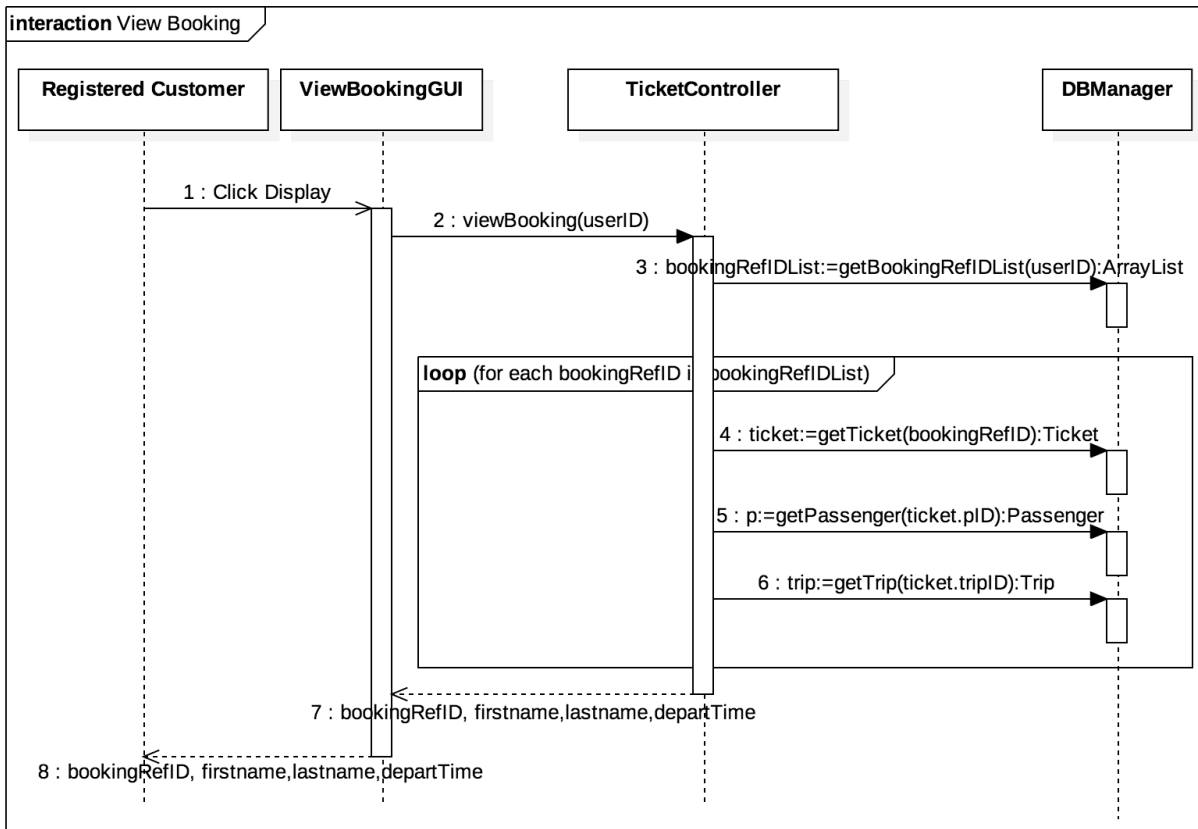 interaction View Booking
Registered Customer
ViewBookingGUI
TicketController
DBManager
1 : Click Display
2 : viewBooking(userID)
3 : bookingRefIDList:=getBookingRefIDList(userID):ArrayList
loop (for each bookingRefID in bookingRefIDList)
4 : ticket:=getTicket(bookingRefID):Ticket
5 : p:=getPassenger(ticket.pID):Passenger
6 : trip:=getTrip(ticket.tripID):Trip
7 : bookingRefID, firstname,lastname,departTime
8 : bookingRefID, firstname,lastname,departTime